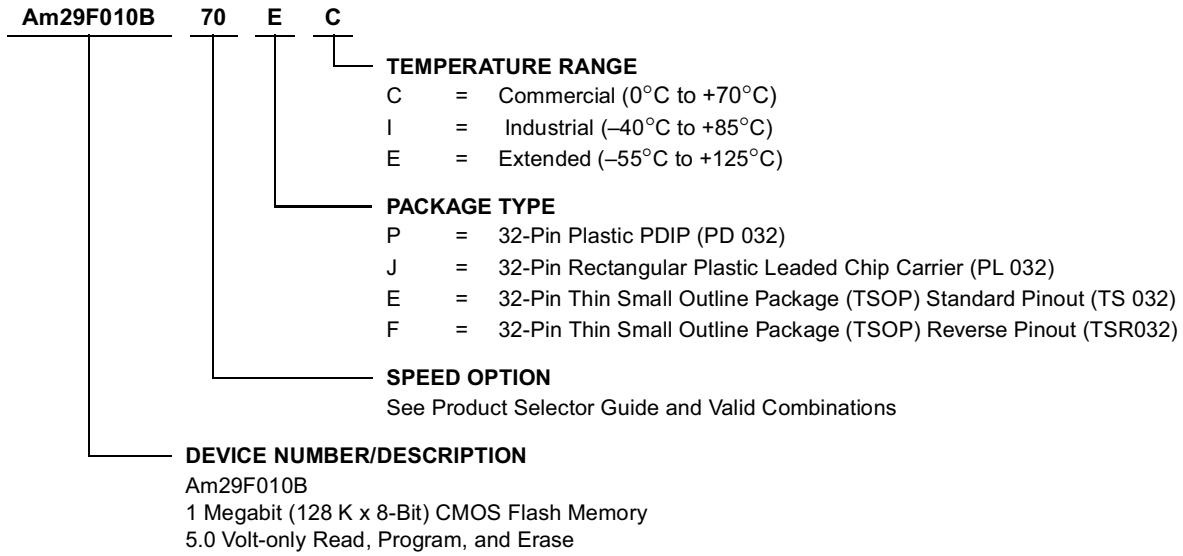 Am29F010B 70 E C
TEMPERATURE RANGE
C = Commercial (0°C to +70°C)
I = Industrial (–40°C to +85°C)
E = Extended (–55°C to +125°C)
PACKAGE TYPE
P = 32-Pin Plastic PDIP (PD 032)
J = 32-Pin Rectangular Plastic Leaded Chip Carrier (PL 032)
E = 32-Pin Thin Small Outline Package (TSOP) Standard Pinout (TS 032)
F = 32-Pin Thin Small Outline Package (TSOP) Reverse Pinout (TSR032)
SPEED OPTION
See Product Selector Guide and Valid Combinations
DEVICE NUMBER/DESCRIPTION
Am29F010B
1 Megabit (128 K x 8-Bit) CMOS Flash Memory
5.0 Volt-only Read, Program, and Erase